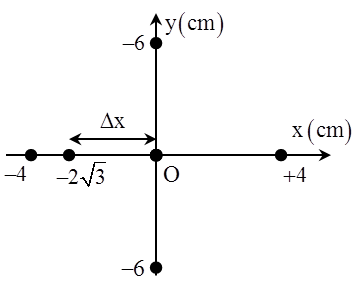 y(cm)
–6
Δx
x(cm)
–4
–2√3
O
+4
–6